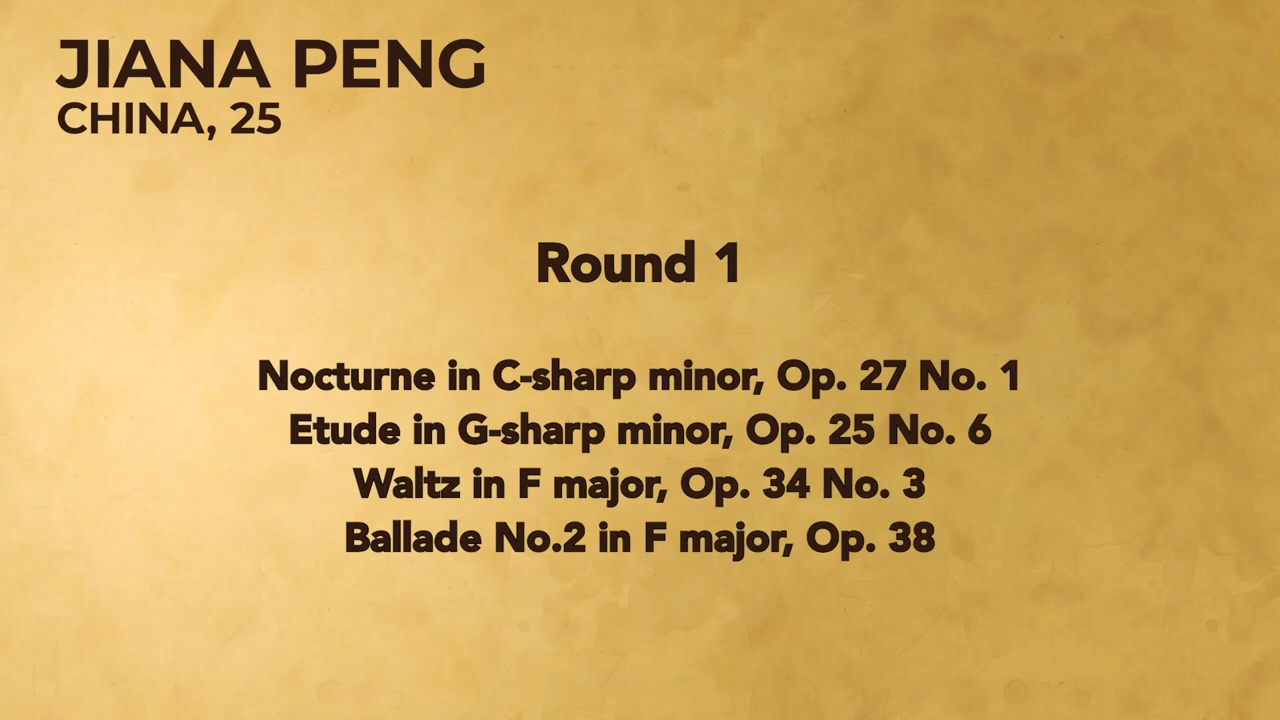 JIANA PENG
CHINA, 25
Round 1
Nocturne in C-sharp minor, Op. 27 No. 1
Etude in G-sharp minor, Op. 25 No. 6
Waltz in F major, Op. 34 No. 3
Ballade No.2 in F major, Op. 38